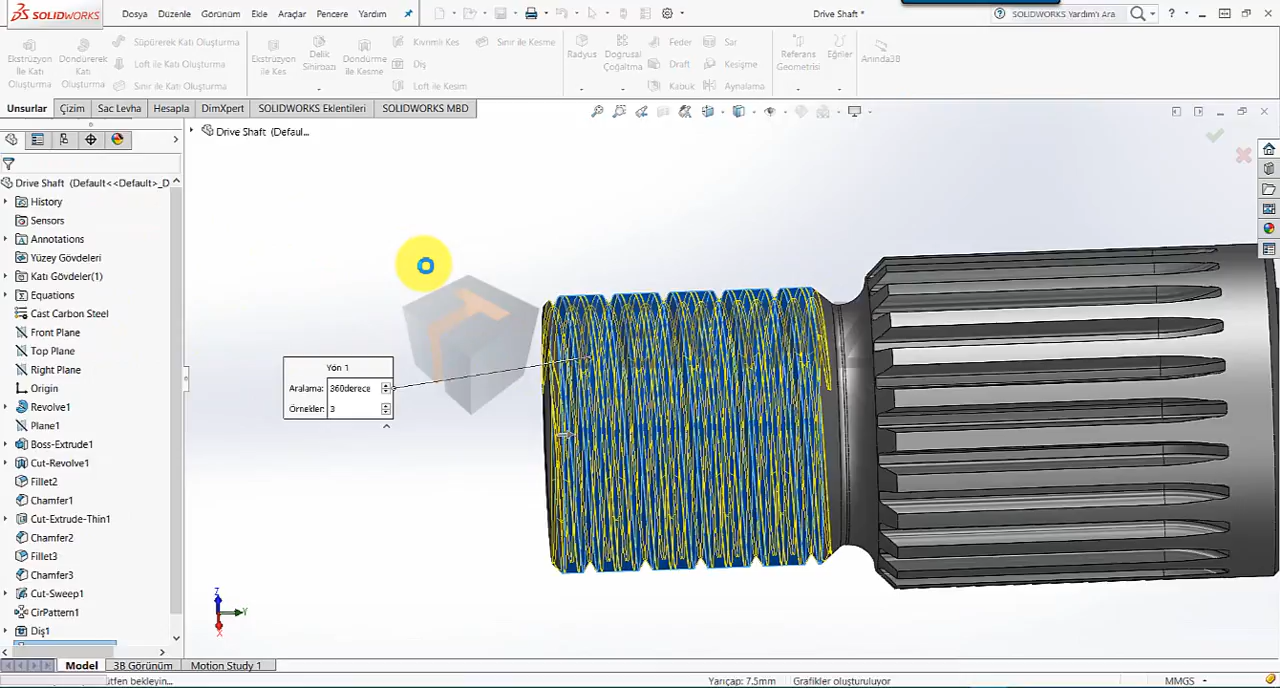 SOLIDWORKS Dosya Düzenle Görünüm Ekle Araçlar Pencere Yardım Drive Shaft * SOLIDWORKS Yardım'ı Ara ?
Ekstrüzyon ile Katı Oluşturma
Döndürerek Katı Oluşturma
Süpürerek Katı Oluşturma
Loft ile Katı Oluşturma
Sınır ile Katı Oluşturma
Ekstrüzyon ile Kes
Delik Sihirbazı
Döndürme ile Kesme
Kıvrımlı Kes
Diş
Loft ile Kesim
Sınır ile Kesme
Radyus
Doğrusal Çoğaltma
Feder
Draft
Kabuk
Sar
Kesişme
Aynalama
Referans Geometrisi
Eğriler
Anında3B
Unsurlar Çizim Sac Levha Hesapla DimXpert SOLIDWORKS Eklentileri SOLIDWORKS MBD
Drive Shaft (Defaul...
Drive Shaft (Default<<Default>_D
History
Sensors
Annotations
Yüzey Gövdeleri
Katı Gövdeler(1)
Equations
Cast Carbon Steel
Front Plane
Top Plane
Right Plane
Origin
Revolve1
Plane1
Boss-Extrude1
Cut-Revolve1
Fillet2
Chamfer1
Cut-Extrude-Thin1
Chamfer2
Fillet3
Chamfer3
Cut-Sweep1
CirPattern1
Diş1
Yön 1
Aralama: 360derece
Örnekler: 3
Z
Y
X
Model 3B Görünüm Motion Study 1
ütfen bekleyin... Yarıçap: 7.5mm Grafikler oluşturuluyor MMGS